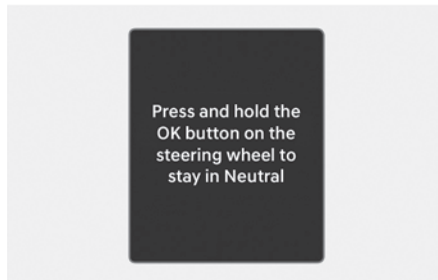 Press and hold the
OK button on the
steering wheel to
stay in Neutral